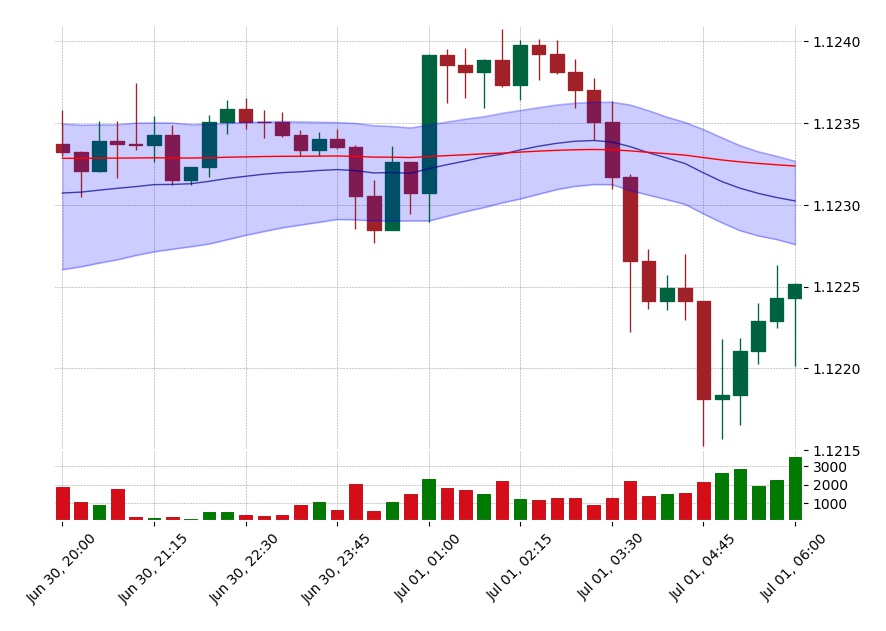 1.1240
1.1235
1.1230
1.1225
1.1220
1.1215
3000
2000
1000
Jun 30, 20:00
Jun 30, 21:15
Jun 30, 22:30
Jun 30, 23:45
Jul 01, 01:00
Jul 01, 02:15
Jul 01, 03:30
Jul 01, 04:45
Jul 01, 06:00